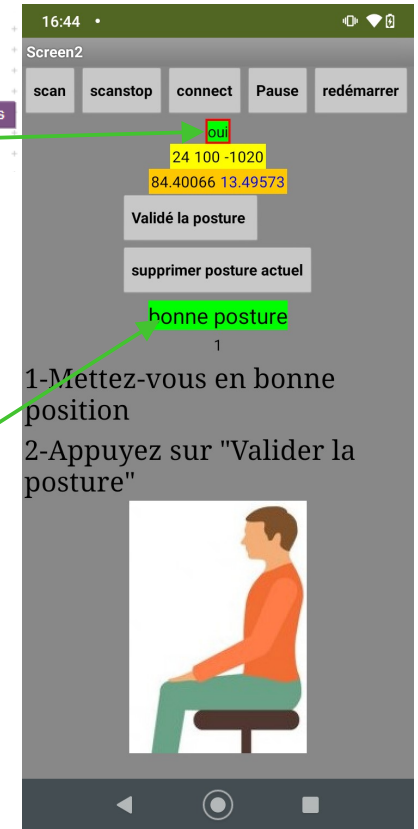 16:44
Screen2
s
scan scanstop connect Pause redémarrer
oui
24 100 -1020
84.40066 13.49573
Validé la posture
supprimer posture actuel
bonne posture
1
1-Mettez-vous en bonne
position
2-Appuyez sur "Valider la
posture"